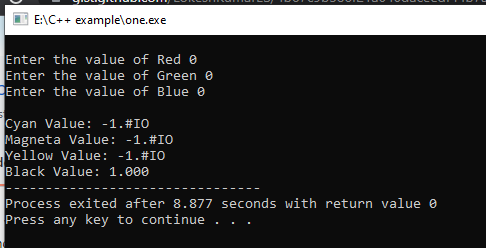 E:\C++ example\one.exe
Enter the value of Red 0
Enter the value of Green 0
Enter the value of Blue 0
Cyan Value: -1.#IO
Magneta Value: -1.#IO
Yellow Value: -1.#IO
Black Value: 1.000
--------------------------------
Process exited after 8.877 seconds with return value 0
Press any key to continue . . .